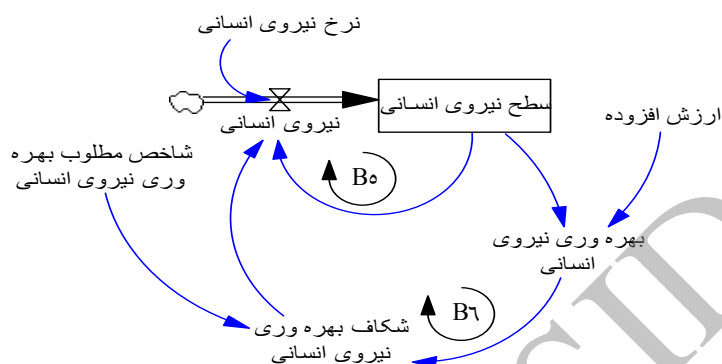 نرخ نیروی انسانی
سطح نیروی انسانی
نیروی انسانی
ارزش افزوده
شاخص مطلوب بهره
وری نیروی انسانی
B٥
بهره وری نیروی
انسانی
B٦
شکاف بهره وری
نیروی انسانی